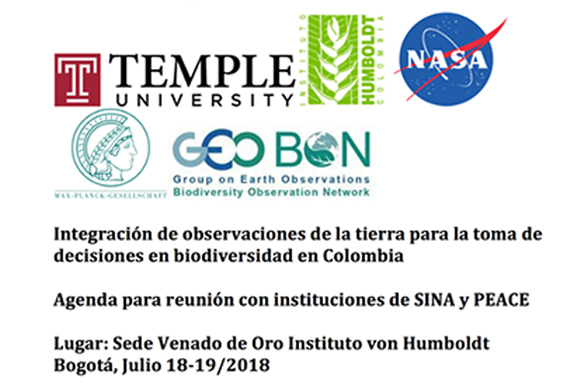 TEMPLE
UNIVERSITY
INSTITUTO
HUMBOLDT
COLOMBIA
NASA
MAX-PLANCK-GESELLSCHAFT
GEO BON
Group on Earth Observations
Biodiversity Observation Network
Integración de observaciones de la tierra para la toma de
decisiones en biodiversidad en Colombia
Agenda para reunión con instituciones de SINA y PEACE
Lugar: Sede Venado de Oro Instituto von Humboldt
Bogotá, Julio 18-19/2018